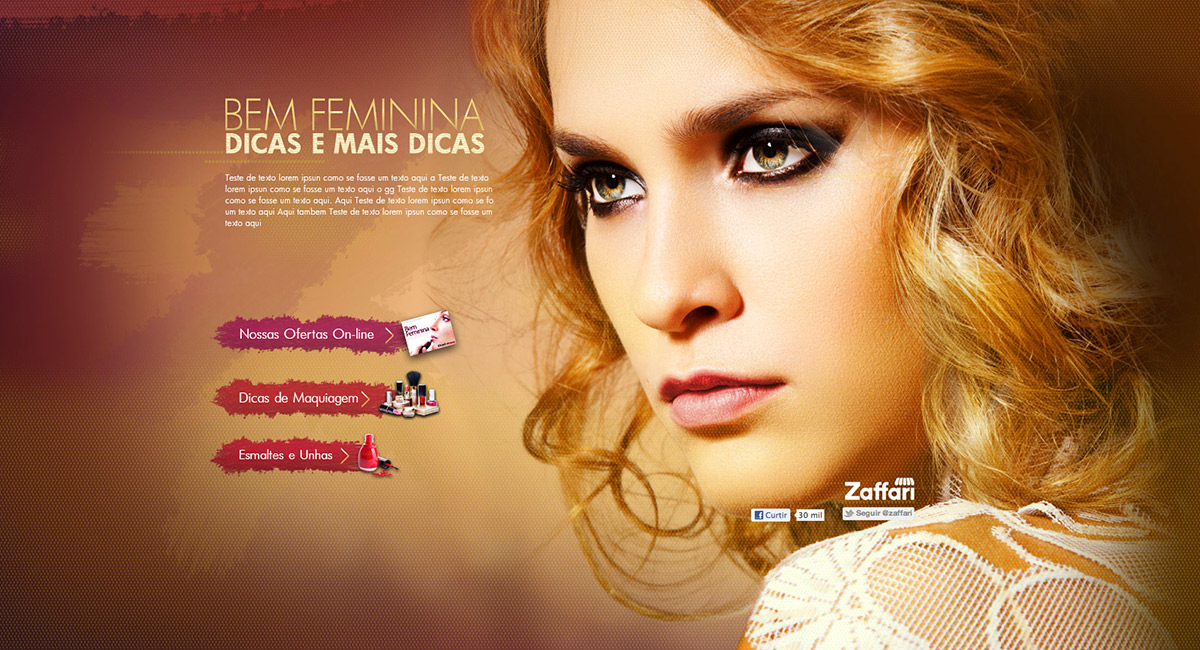 BEM FEMININA
DICAS E MAIS DICAS
Teste de texto lorem ipsun como se fosse um texto aqui a Teste de texto
lorem ipsun como se fosse um texto aqui o gg Teste de texto lorem ipsun
como se fosse um texto aqui. Aqui Teste de texto lorem ipsun como se fo
um texto aqui Aqui tambem Teste de texto lorem ipsun como se fosse um
texto aqui
Nossas Ofertas On-line
Bem
Feminina
Dicas de Maquiagem
Esmaltes e Unhas
Zaffari
Curtir 30 mil
Seguir @zaffari